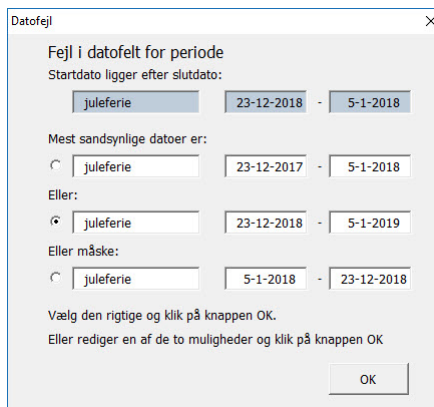 Datofejl
Fejl i datofelt for periode
Startdato ligger efter slutdato:
juleferie 23-12-2018 - 5-1-2018
Mest sandsynlige datoer er:
juleferie 23-12-2017 - 5-1-2018
Eller:
juleferie 23-12-2018 - 5-1-2019
Eller måske:
juleferie 5-1-2018 - 23-12-2018
Vælg den rigtige og klik på knappen OK.
Eller rediger en af de to muligheder og klik på knappen OK
OK